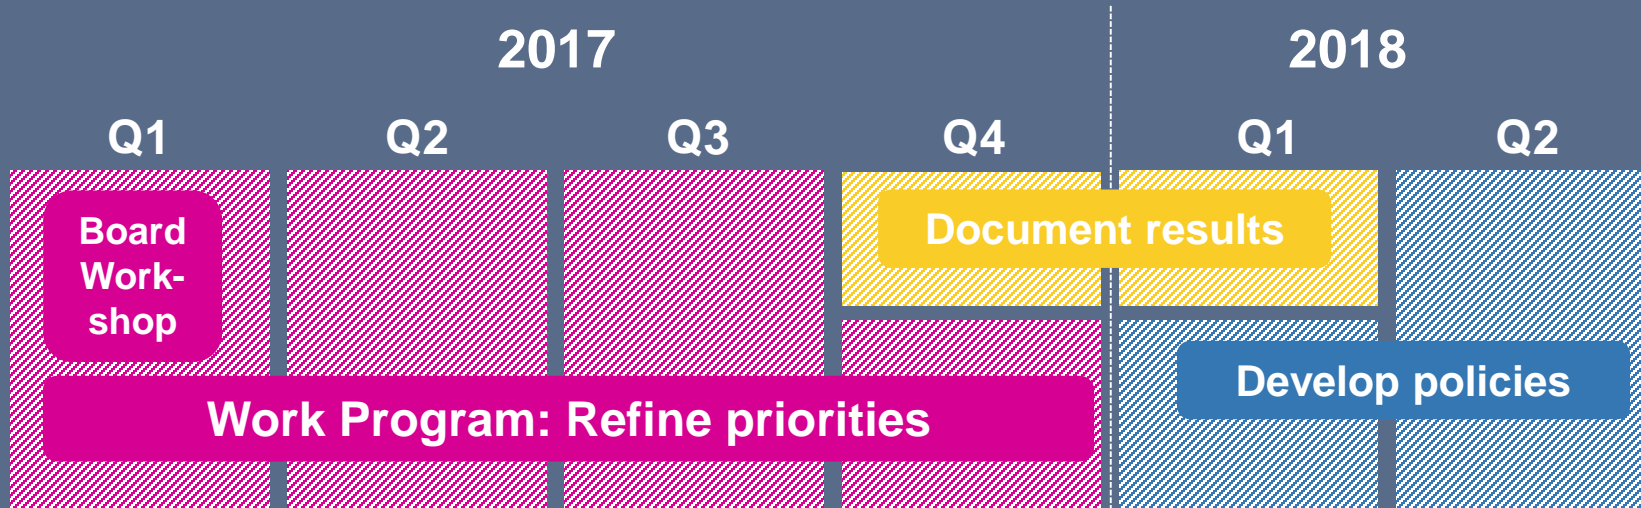 2017 2018
Q1 Q2 Q3 Q4 Q1 Q2
Board
Work-
shop
Document results
Develop policies
Work Program: Refine priorities